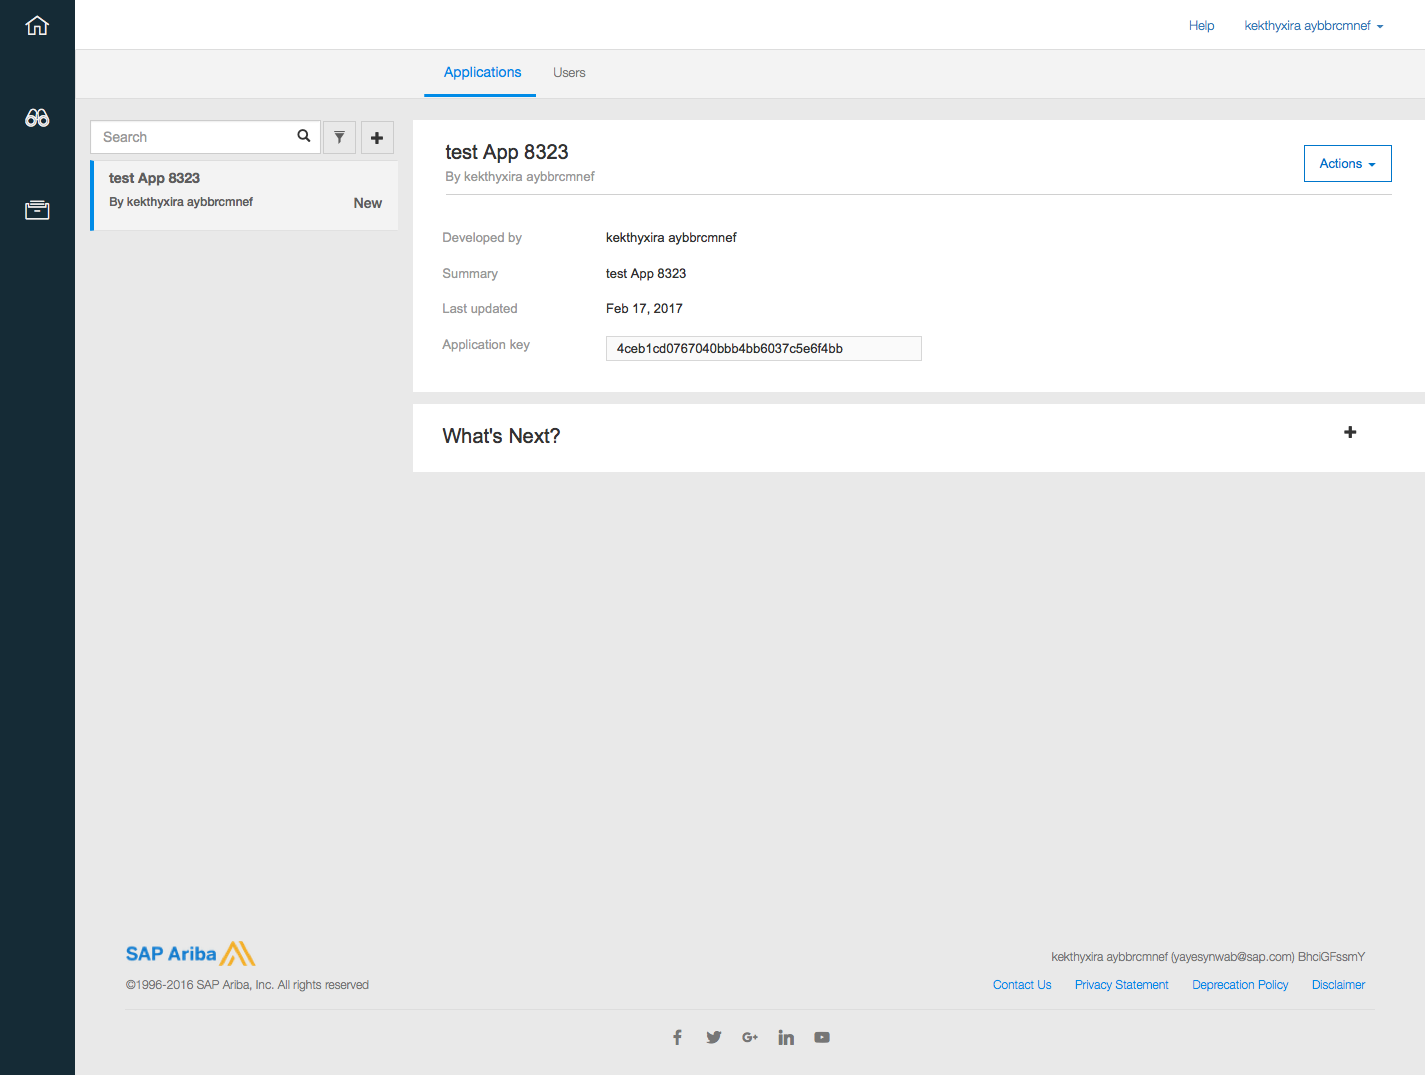 Help kekthyxira aybbrcmnef
Applications Users
Search
test App 8323
By kekthyxira aybbrcmnef New
test App 8323
By kekthyxira aybbrcmnef
Actions
Developed by kekthyxira aybbrcmnef
Summary test App 8323
Last updated Feb 17, 2017
Application key 4ceb1cd0767040bbb4bb6037c5e6f4bb
What's Next?
SAP Ariba
kekthyxira aybbrcmnef (yayesynwab@sap.com) BhciGFssmY
©1996-2016 SAP Ariba, Inc. All rights reserved
Contact Us Privacy Statement Deprecation Policy Disclaimer